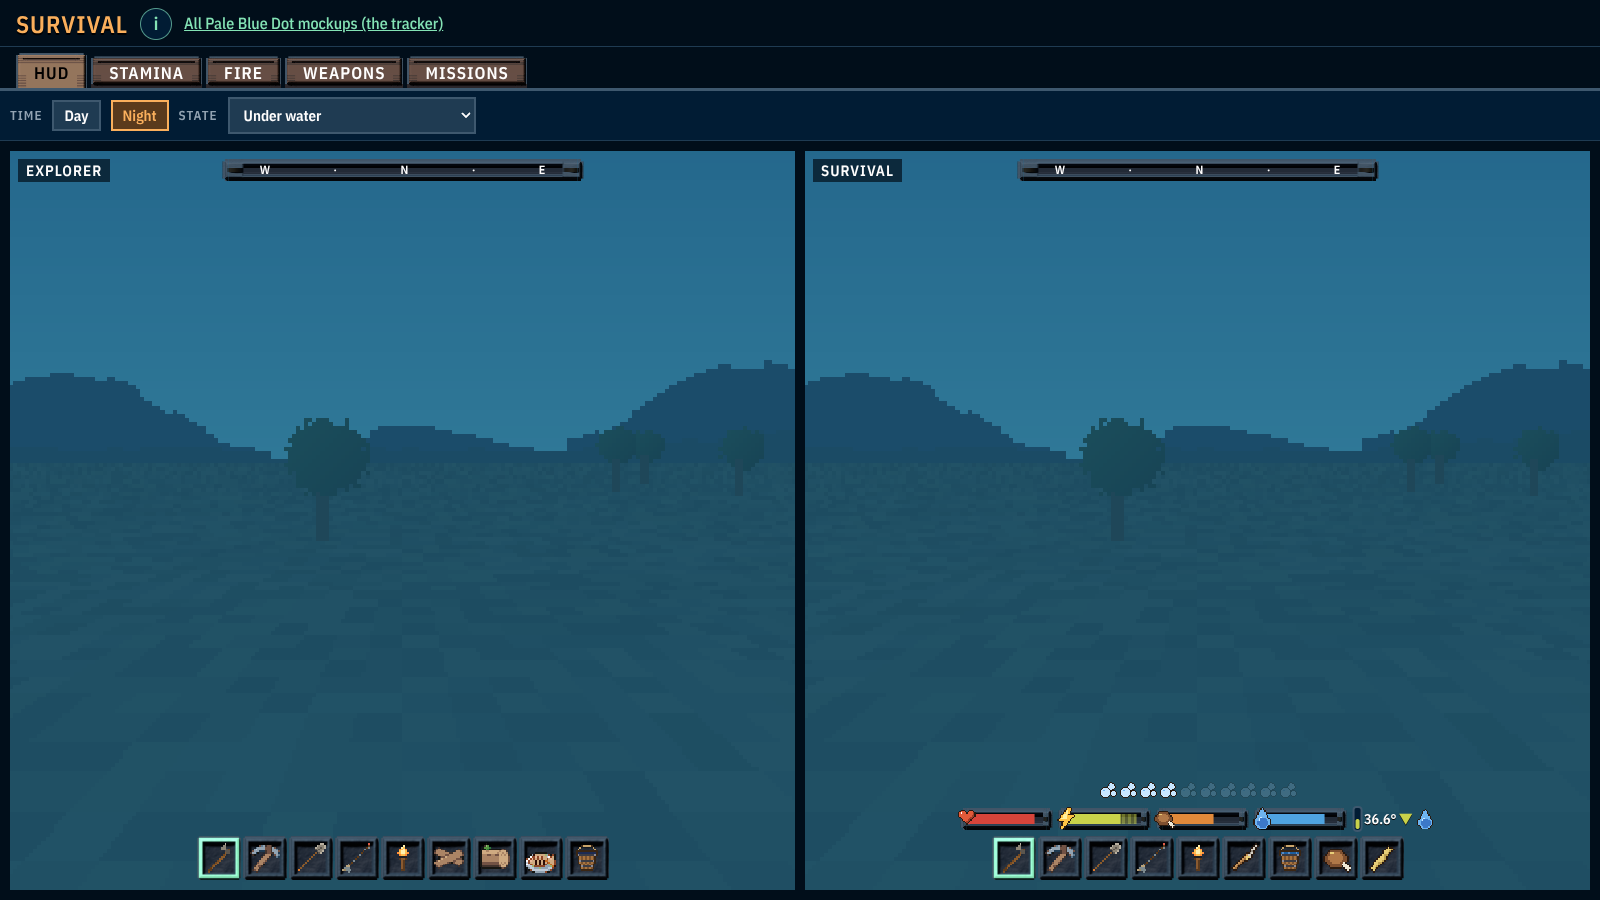 SURVIVAL i All Pale Blue Dot mockups (the tracker)
HUD STAMINA FIRE WEAPONS MISSIONS
TIME Day Night STATE Under water
EXPLORER W · N · E
SURVIVAL W · N · E
36.6°